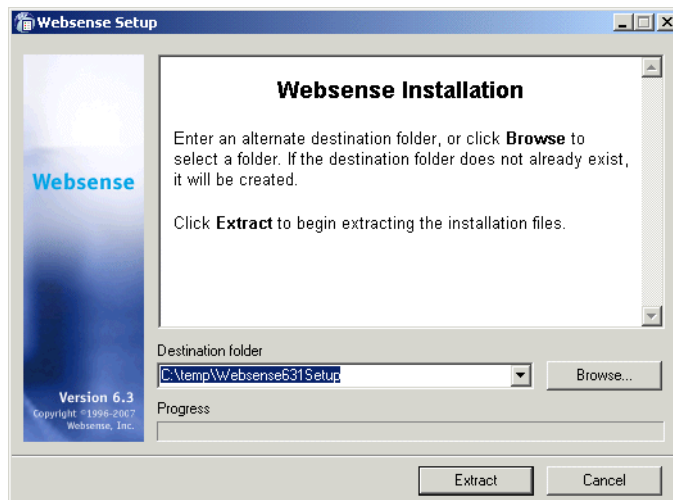 Websense Setup
Websense Installation
Enter an alternate destination folder, or click Browse to
select a folder. If the destination folder does not already exist,
it will be created.
Click Extract to begin extracting the installation files.
Websense
Destination folder
C:\temp\Websense631Setup
Browse...
Version 6.3
Copyright ©1996-2007
Websense, Inc.
Progress
Extract
Cancel